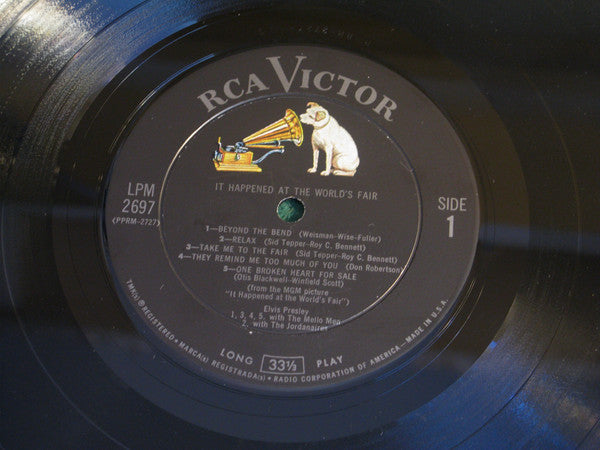 RCA VICTOR
IT HAPPENED AT THE WORLD'S FAIR
LPM
2697
(PPRM-2727)
SIDE
1
1—BEYOND THE BEND (Weisman-Wise-Fuller)
2—RELAX (Sid Tepper-Roy C. Bennett)
3—TAKE ME TO THE FAIR (Sid Tepper-Roy C. Bennett)
4—THEY REMIND ME TOO MUCH OF YOU (Don Robertson)
5—ONE BROKEN HEART FOR SALE
(Otis Blackwell-Winfield Scott)
(from the MGM picture
"It Happened at the World's Fair")
Elvis Presley
1, 3, 4, 5, with The Mello Men
2, with The Jordanaires
LONG 33⅓ PLAY
TMK(s) ® REGISTERED • MARCA(s) REGISTRADA(s) • RADIO CORPORATION OF AMERICA—MADE IN U.S.A.